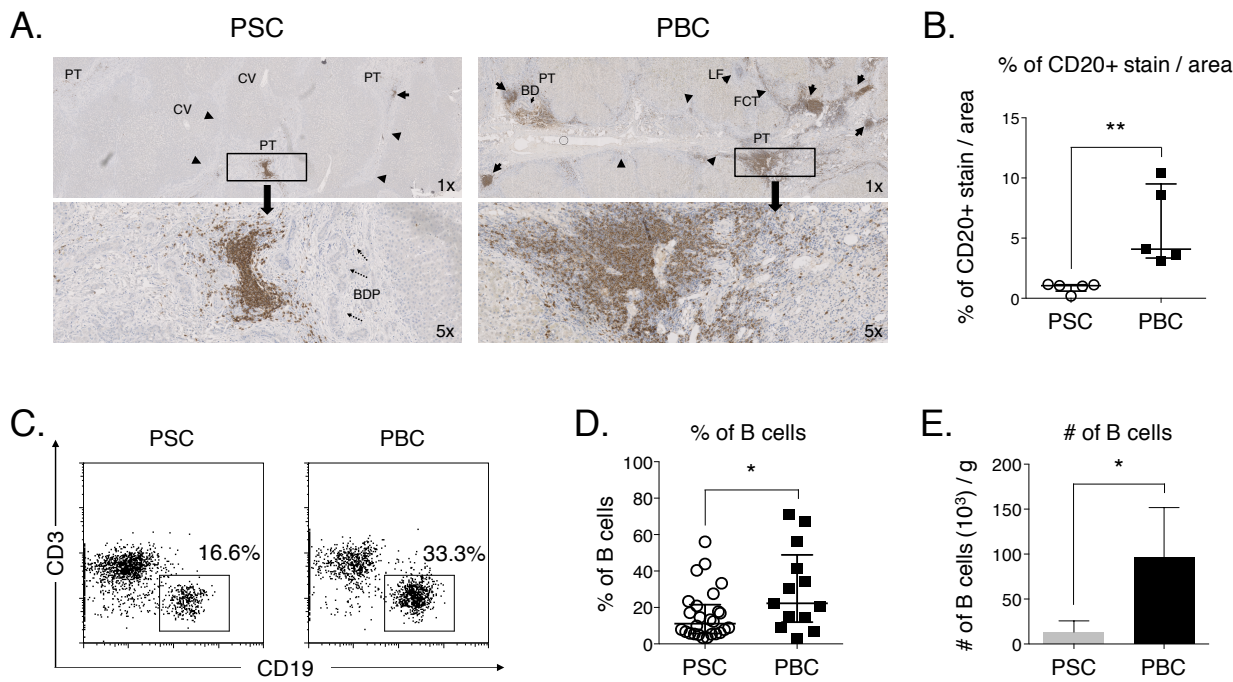 A.
PSC
PBC
PT
CV
PT
CV
PT
1x
BDP
5x
PT
BD
LF
FCT
PT
1x
5x
B.
% of CD20+ stain / area
% of CD20+ stain / area
15
10
5
0
**
PSC
PBC
C.
PSC
PBC
CD3
16.6%
33.3%
CD19
D.
% of B cells
% of B cells
100
80
60
40
20
0
*
PSC
PBC
E.
# of B cells
# of B cells (10³) / g
200
150
100
50
0
*
PSC
PBC